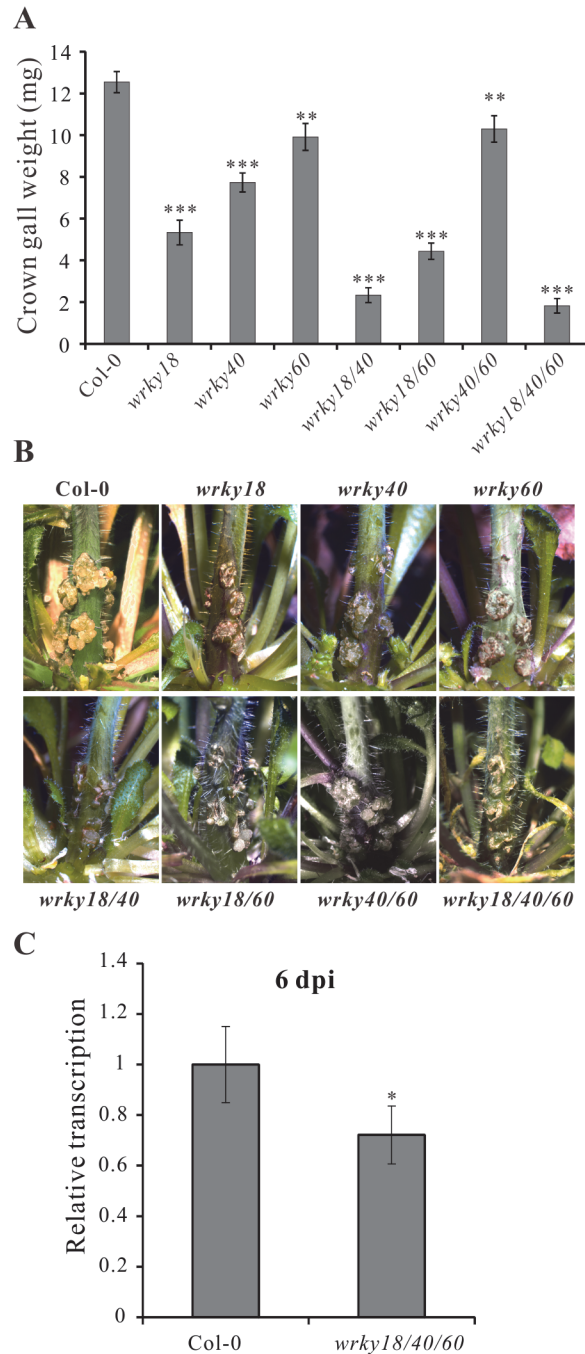 A
Crown gall weight (mg)
14
12
10
8
6
4
2
0
***
***
**
***
***
**
***
Col-0
wrky18
wrky40
wrky60
wrky18/40
wrky18/60
wrky40/60
wrky18/40/60
B
Col-0 wrky18 wrky40 wrky60
wrky18/40 wrky18/60 wrky40/60 wrky18/40/60
C
6 dpi
Relative transcription
1.4
1.2
1
0.8
0.6
0.4
0.2
0
*
Col-0 wrky18/40/60